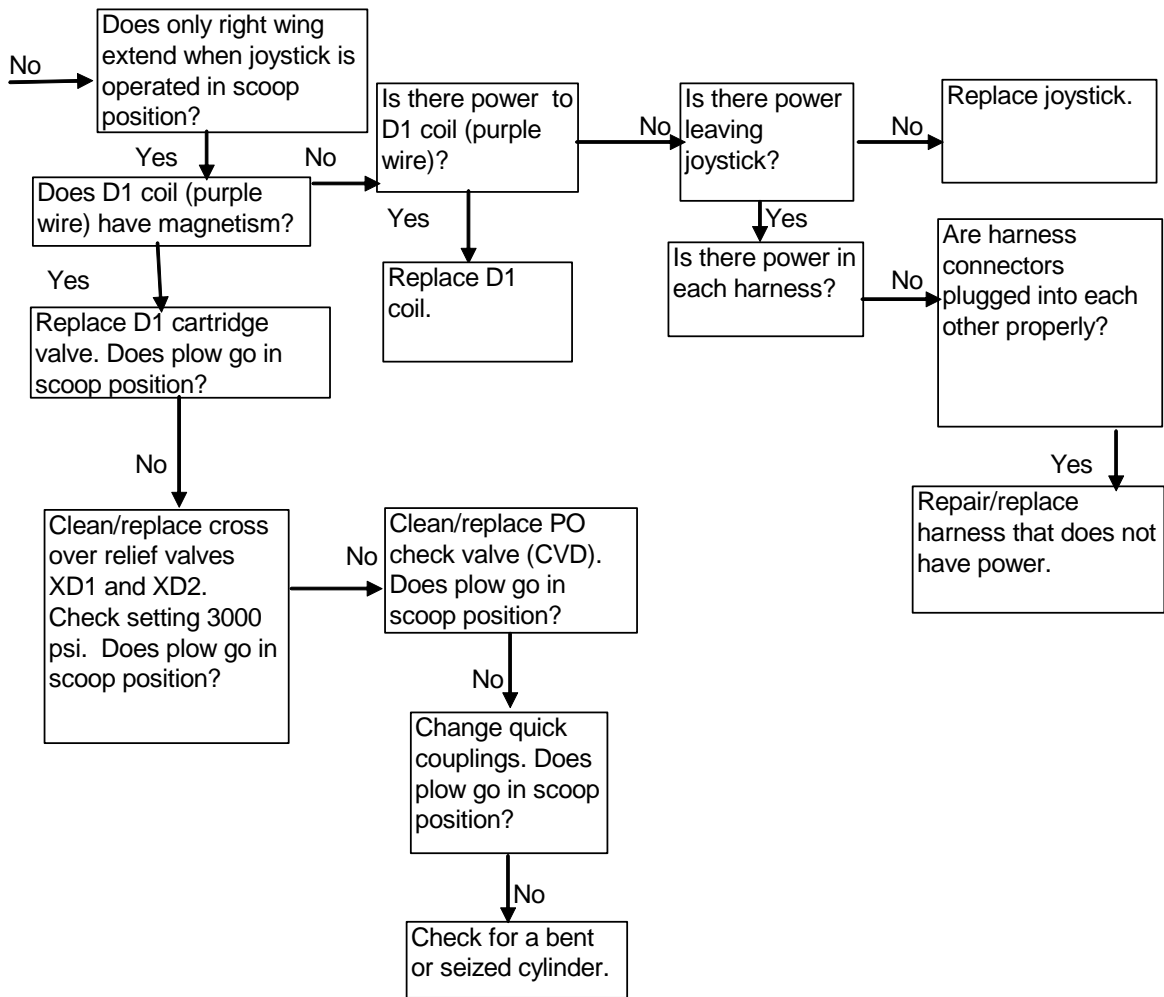 No
Does only right wing
extend when joystick is
operated in scoop
position?
Yes
Does D1 coil (purple
wire) have magnetism?
No
Is there power to
D1 coil (purple
wire)?
No
Is there power
leaving
joystick?
No
Replace joystick.
Yes
Replace D1
coil.
Yes
Is there power in
each harness?
No
Are harness
connectors
plugged into each
other properly?
Yes
Repair/replace
harness that does not
have power.
Yes
Replace D1 cartridge
valve. Does plow go in
scoop position?
No
Clean/replace cross
over relief valves
XD1 and XD2.
Check setting 3000
psi. Does plow go in
scoop position?
No
Clean/replace PO
check valve (CVD).
Does plow go in
scoop position?
No
Change quick
couplings. Does
plow go in scoop
position?
No
Check for a bent
or seized cylinder.